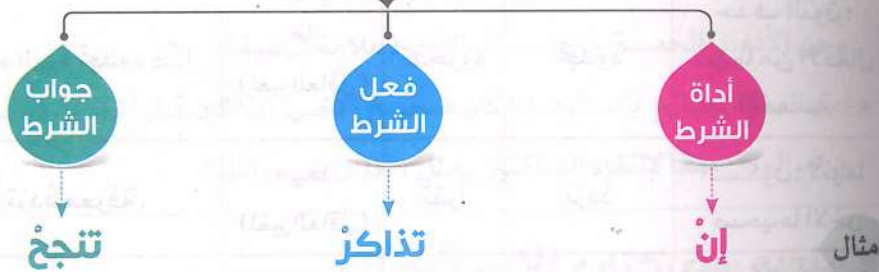 أداة الشرط
فعل الشرط
جوابُ الشرط
مثال
إنْ
تذاكرْ
تنجحْ